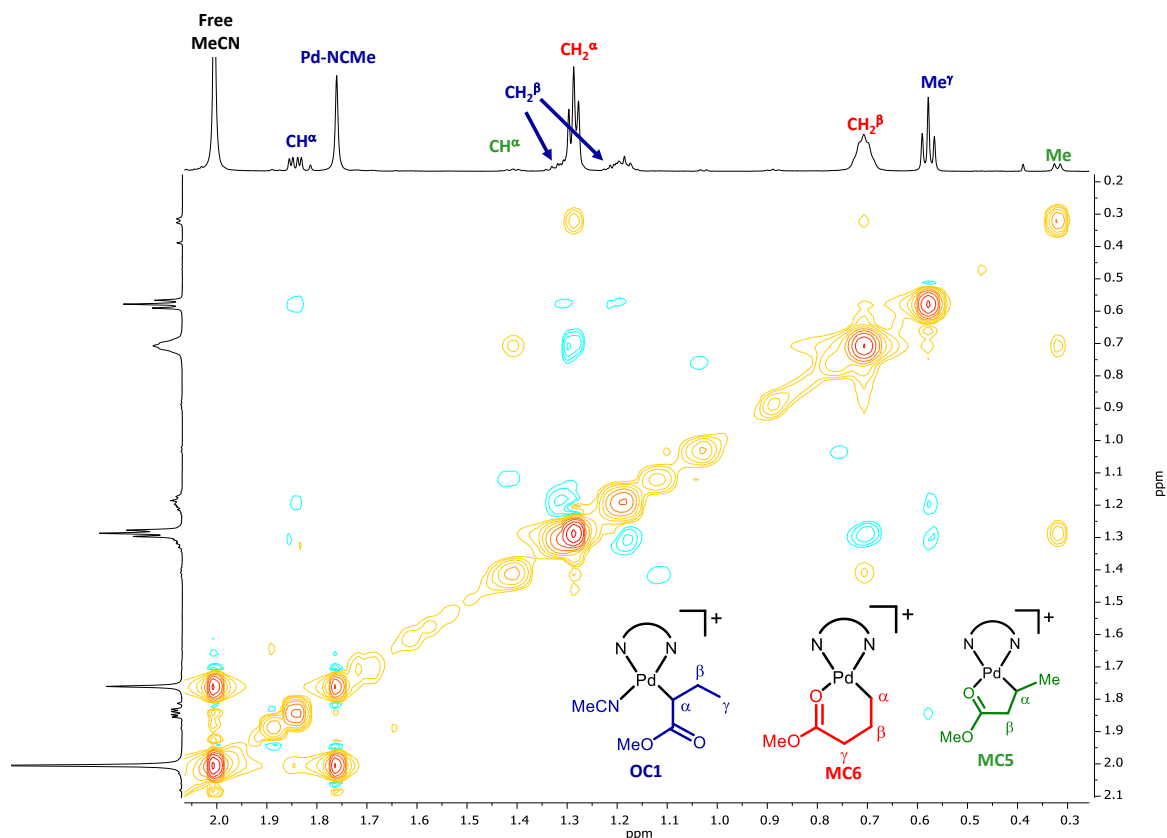 Free
MeCN
Pd-NCMe
CH₂ᵅ
CH₂ᵝ
Meᵞ
CHᵅ
CHᵅ
CH₂ᵝ
Me
0.2
0.3
0.4
0.5
0.6
0.7
0.8
0.9
1.0
1.1
1.2
1.3
1.4
1.5
1.6
1.7
1.8
1.9
2.0
2.1
ppm
]+
N N
Pd
MeCN
α
β
γ
MeO
O
OC1
]+
N N
Pd
O
α
β
γ
MeO
MC6
]+
N N
Pd
Me
O
α
β
MeO
MC5
2.0 1.9 1.8 1.7 1.6 1.5 1.4 1.3 1.2 1.1 1.0 0.9 0.8 0.7 0.6 0.5 0.4 0.3
ppm